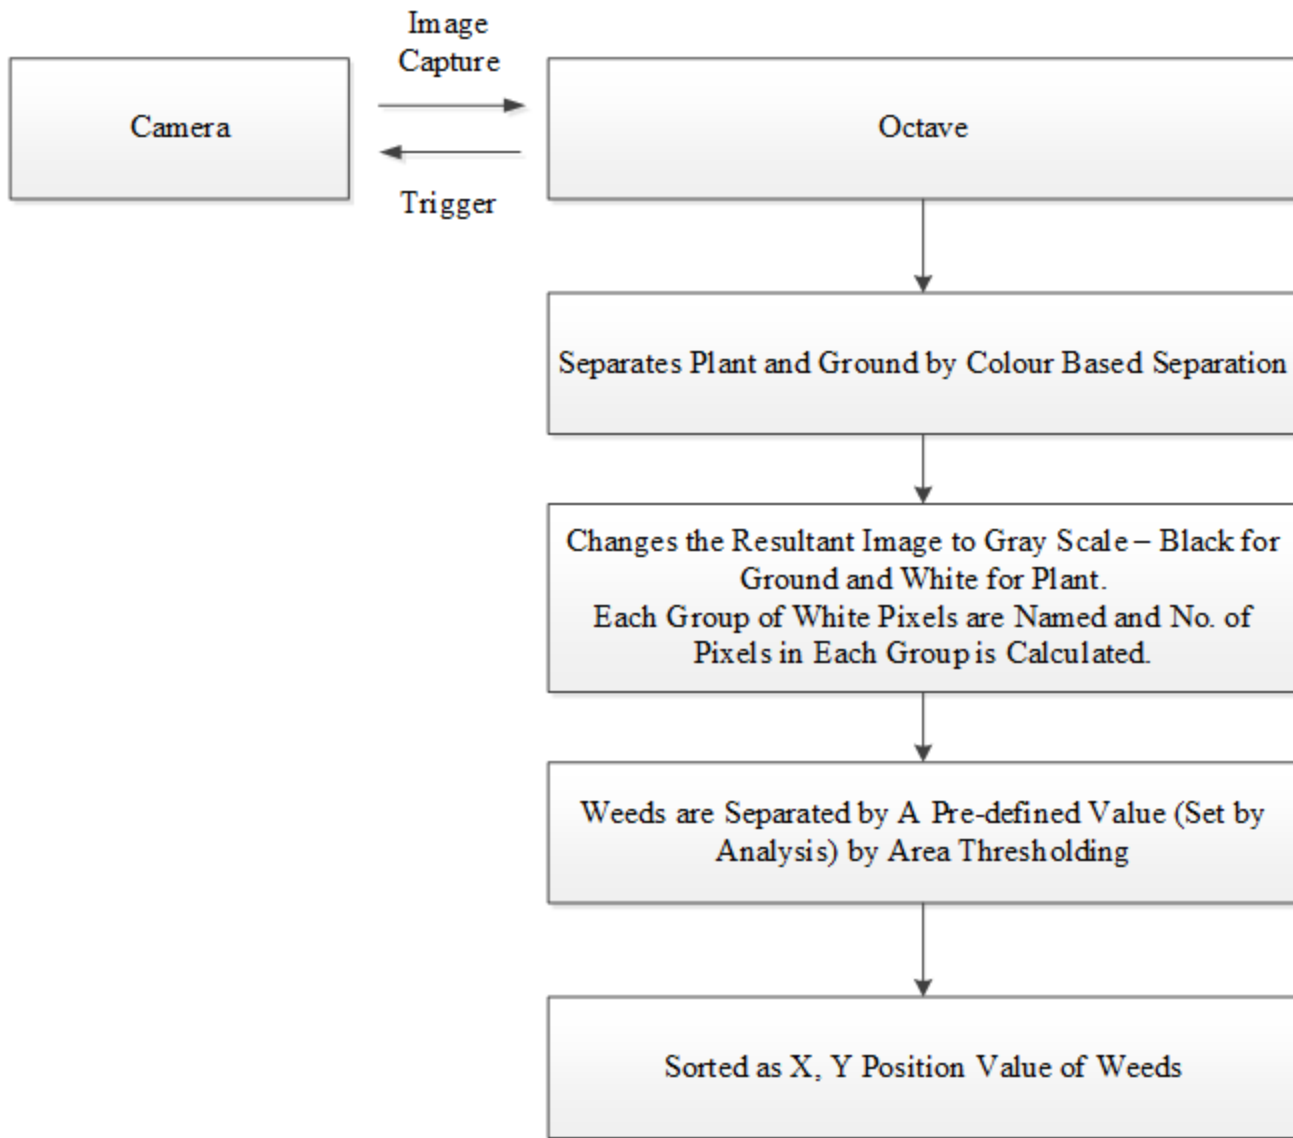 Image
Capture
Camera
Octave
Trigger
Separates Plant and Ground by Colour Based Separation
Changes the Resultant Image to Gray Scale – Black for
Ground and White for Plant.
Each Group of White Pixels are Named and No. of
Pixels in Each Group is Calculated.
Weeds are Separated by A Pre-defined Value (Set by
Analysis) by Area Thresholding
Sorted as X, Y Position Value of Weeds